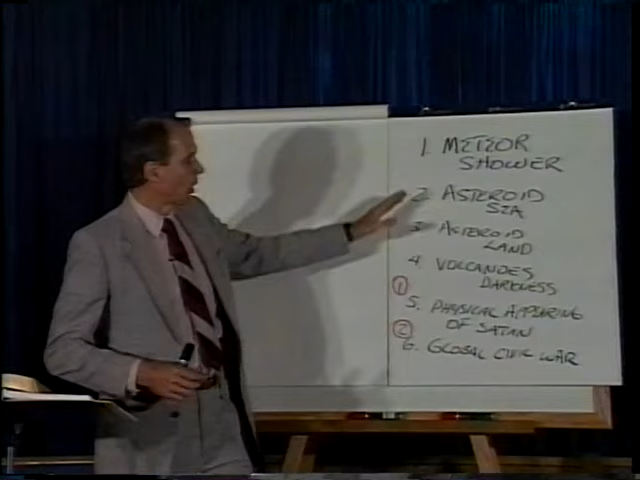 1. METEOR
SHOWER
2. ASTEROID
SEA
3. ASTEROID
LAND
4. VOLCANOES
DARKNESS
1
5. PHYSICAL APPEARING
OF SATAN
2
6. GLOBAL CIVIL WAR